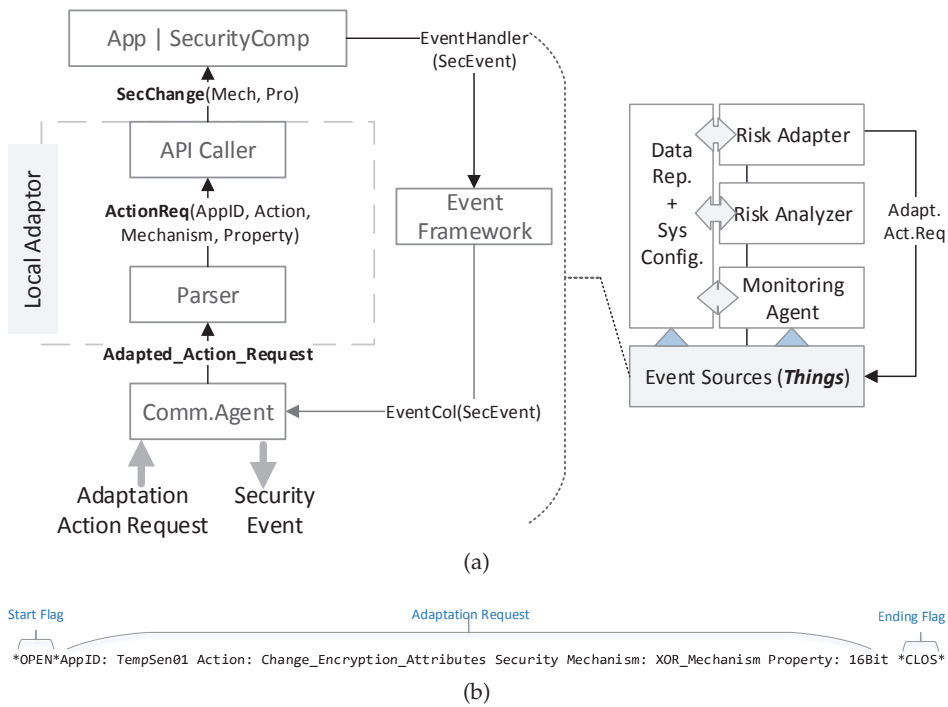 App | SecurityComp
EventHandler
(SecEvent)
SecChange(Mech, Pro)
Local Adaptor
API Caller
ActionReq(AppID, Action,
Mechanism, Property)
Parser
Adapted_Action_Request
Comm.Agent
Event
Framework
EventCol(SecEvent)
Adaptation
Action Request
Security
Event
Data
Rep.
+
Sys
Config.
Risk Adapter
Risk Analyzer
Monitoring
Agent
Adapt.
Act.Req
Event Sources (Things)
(a)
Start Flag
Adaptation Request
Ending Flag
*OPEN*AppID: TempSen01 Action: Change_Encryption_Attributes Security Mechanism: XOR_Mechanism Property: 16Bit *CLOS*
(b)